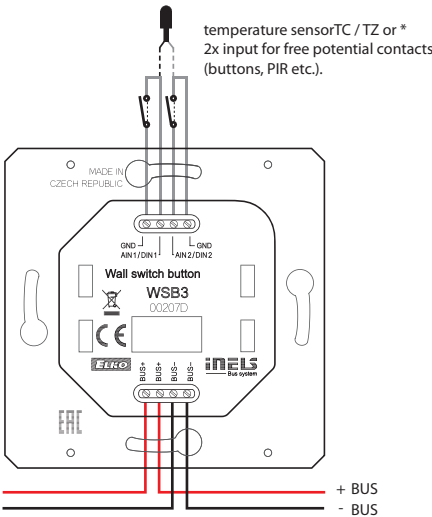 temperature sensorTC / TZ or *
2x input for free potential contacts
(buttons, PIR etc.).
MADE IN
CZECH REPUBLIC
GND
GND
AIN1/DIN1
AIN2/DIN2
Wall switch button
WSB3
00207D
CE
ELKO
iNELS
Bus system
BUS+
BUS+
BUS-
BUS-
EAC
+ BUS
- BUS